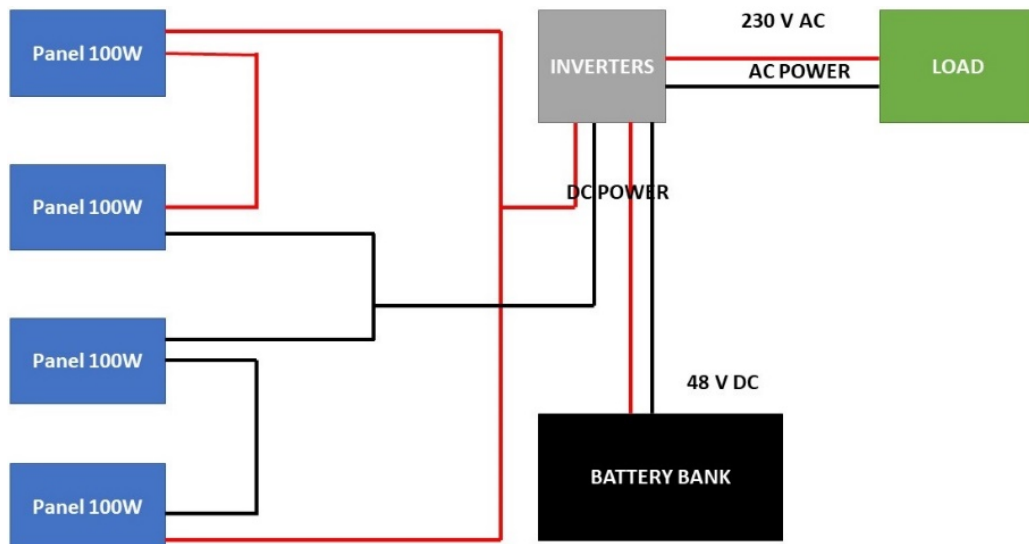 Panel 100W
Panel 100W
Panel 100W
Panel 100W
INVERTERS
230 V AC
AC POWER
LOAD
DC POWER
48 V DC
BATTERY BANK